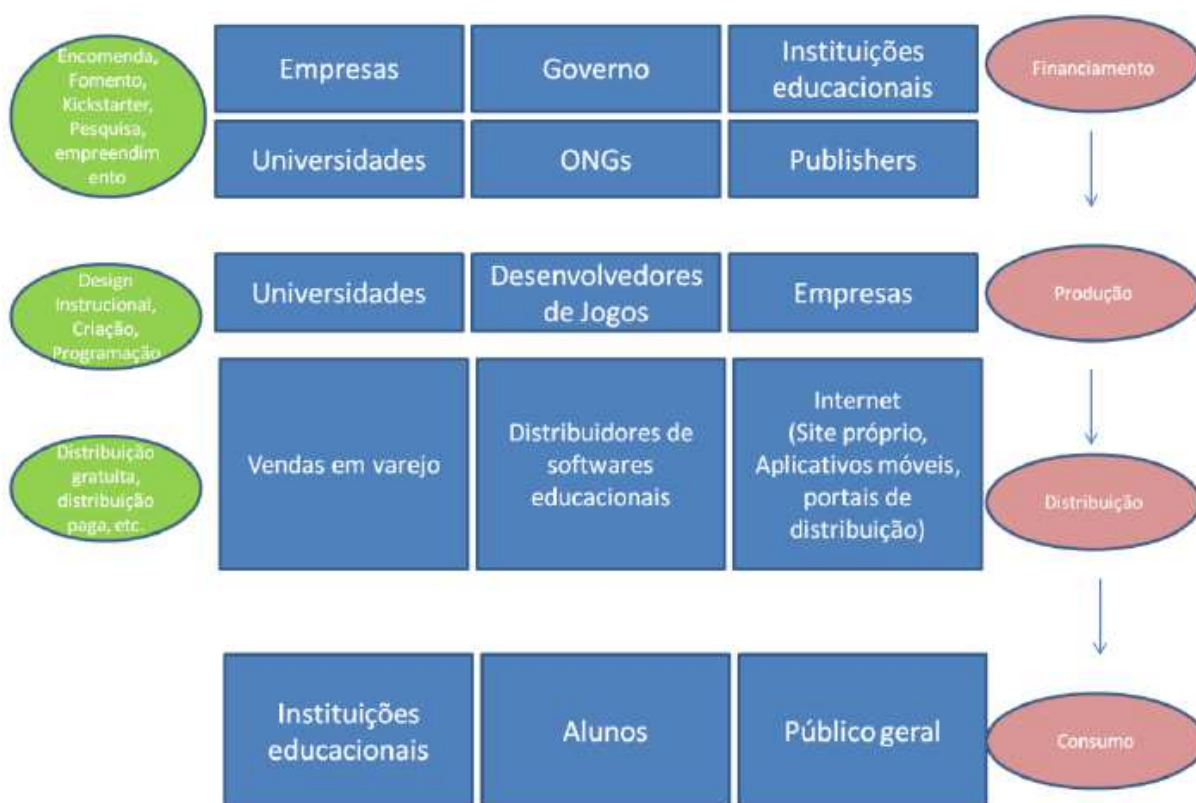 Encomenda,
Fomento,
Kickstarter,
Pesquisa,
empreendim
ento
Empresas
Governo
Instituições
educacionais
Financiamento
Universidades
ONGs
Publishers
Design
Instrucional,
Criação,
Programação
Universidades
Desenvolvedores
de Jogos
Empresas
Produção
Distribuição
gratuita,
distribuição
paga, etc.
Vendas em varejo
Distribuidores de
softwares
educacionais
Internet
(Site próprio,
Aplicativos móveis,
portais de
distribuição)
Distribuição
Instituições
educacionais
Alunos
Público geral
Consumo